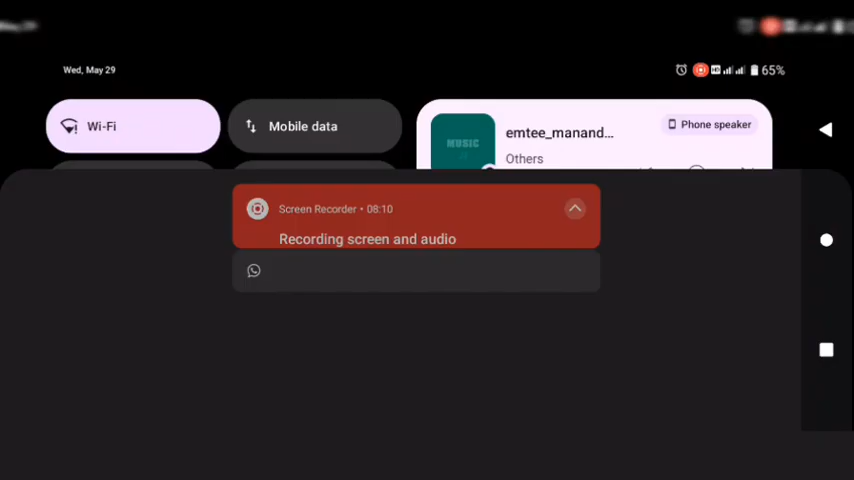 Wed, May 29
65%
Wi-Fi
Mobile data
MUSIC
emtee_manand...
Phone speaker
Others
Screen Recorder • 08:10
Recording screen and audio